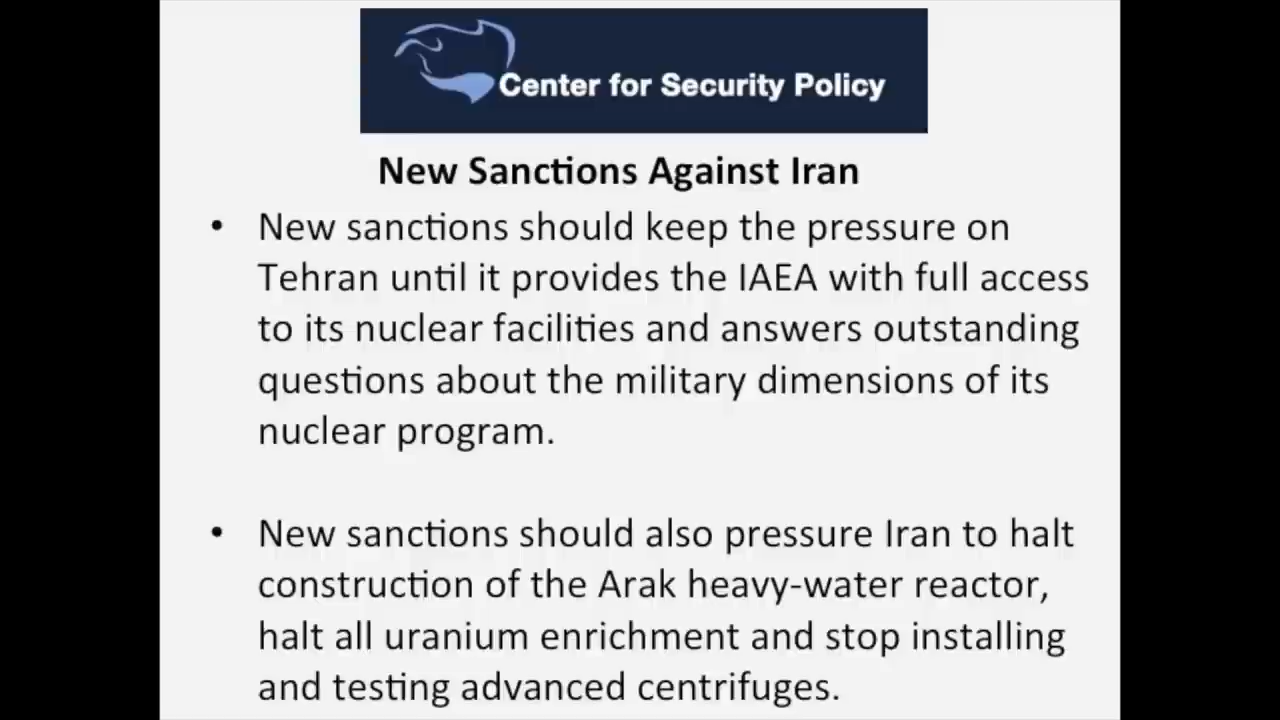 Center for Security Policy
New Sanctions Against Iran
• New sanctions should keep the pressure on
Tehran until it provides the IAEA with full access
to its nuclear facilities and answers outstanding
questions about the military dimensions of its
nuclear program.
• New sanctions should also pressure Iran to halt
construction of the Arak heavy-water reactor,
halt all uranium enrichment and stop installing
and testing advanced centrifuges.